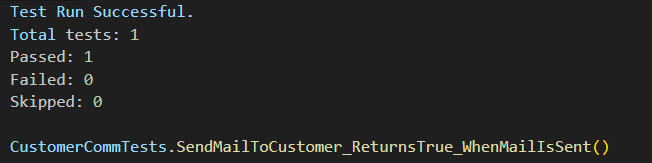 Test Run Successful.
Total tests: 1
Passed: 1
Failed: 0
Skipped: 0
CustomerCommTests.SendMailToCustomer_ReturnsTrue_WhenMailIsSent()